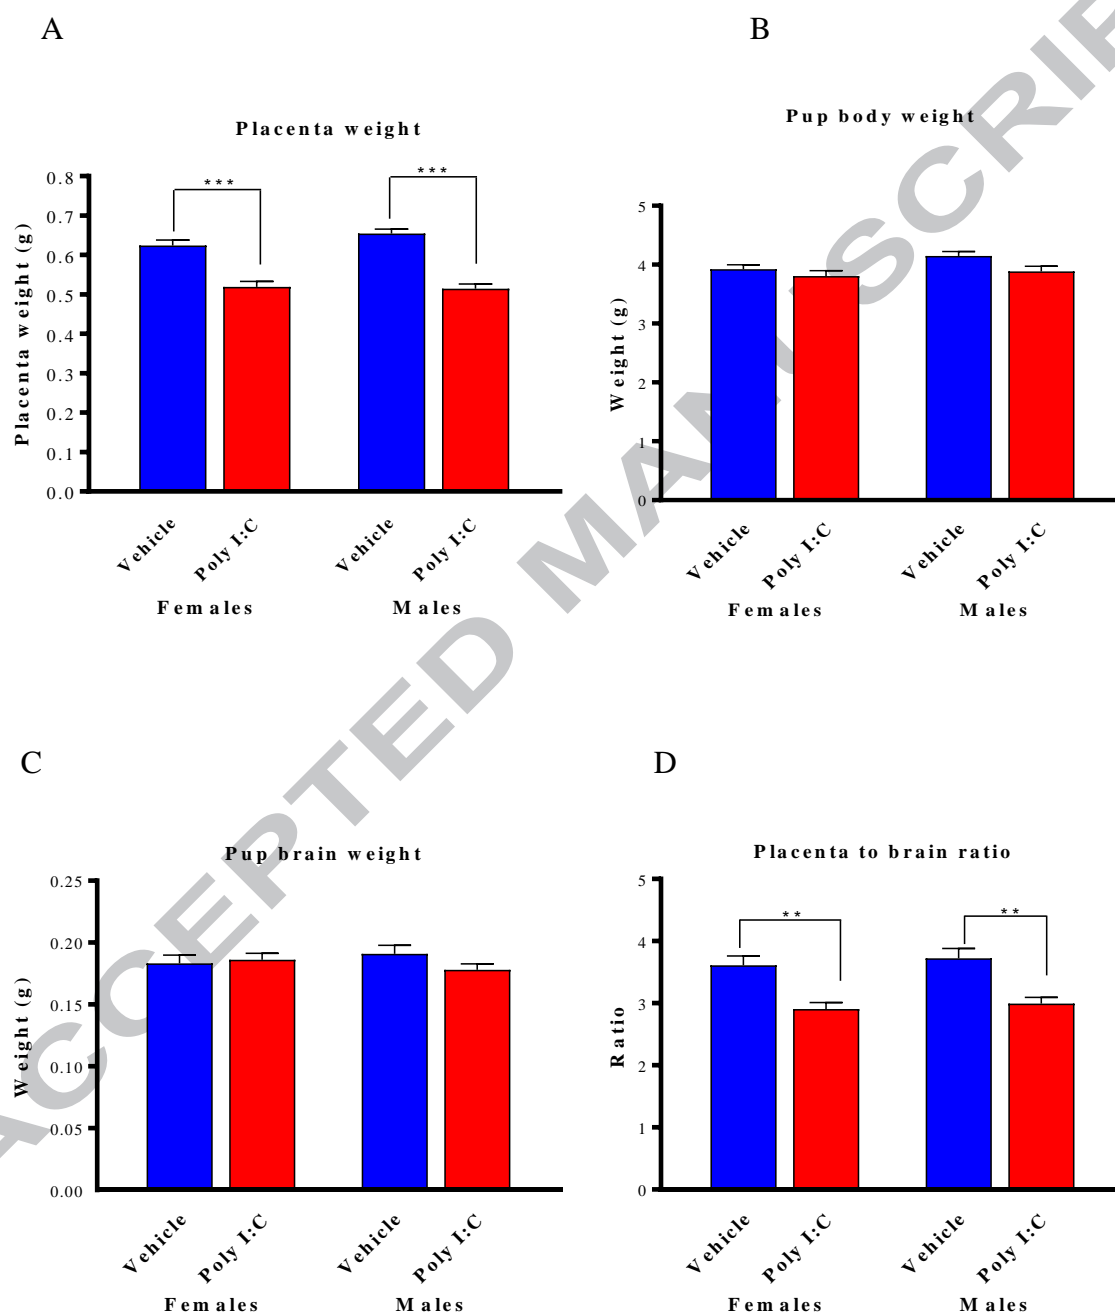 A
B
Placenta weight
Pup body weight
Placenta weight (g)
0.8
0.7
0.6
0.5
0.4
0.3
0.2
0.1
0.0
***
***
Vehicle
Poly I:C
Vehicle
Poly I:C
Females
Males
Weight (g)
5
4
3
2
1
0
Vehicle
Poly I:C
Vehicle
Poly I:C
Females
Males
C
D
Pup brain weight
Placenta to brain ratio
Weight (g)
0.25
0.20
0.15
0.10
0.05
0.00
Vehicle
Poly I:C
Vehicle
Poly I:C
Females
Males
Ratio
5
4
3
2
1
0
**
**
Vehicle
Poly I:C
Vehicle
Poly I:C
Females
Males
ACCEPTED MANUSCRIP